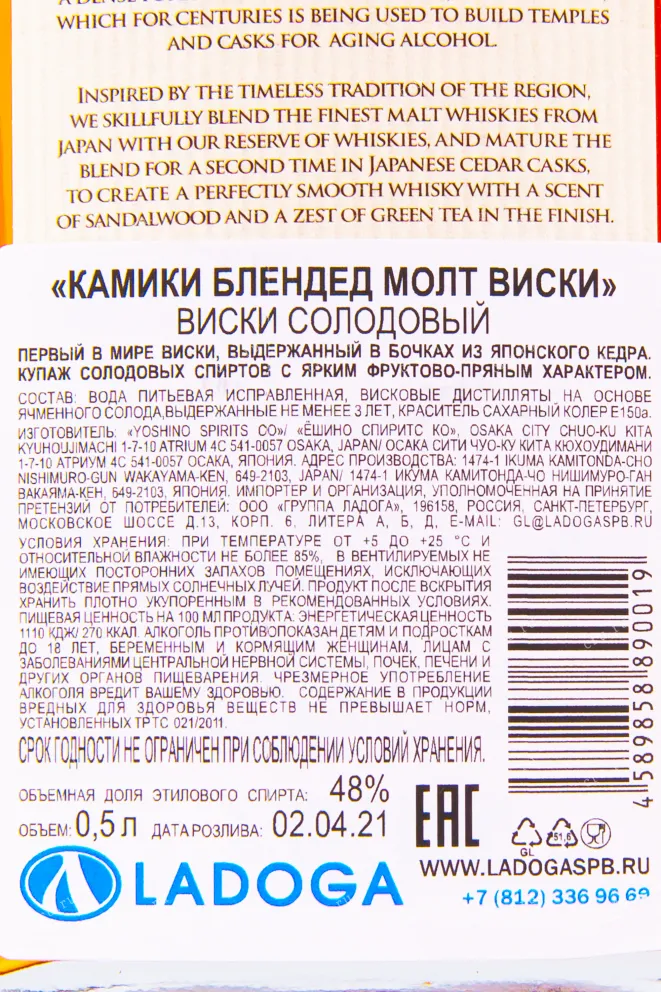 A DENSE
WHICH FOR CENTURIES IS BEING USED TO BUILD TEMPLES
AND CASKS FOR AGING ALCOHOL.
INSPIRED BY THE TIMELESS TRADITION OF THE REGION,
WE SKILLFULLY BLEND THE FINEST MALT WHISKIES FROM
JAPAN WITH OUR RESERVE OF WHISKIES, AND MATURE THE
BLEND FOR A SECOND TIME IN JAPANESE CEDAR CASKS,
TO CREATE A PERFECTLY SMOOTH WHISKY WITH A SCENT
OF SANDALWOOD AND A ZEST OF GREEN TEA IN THE FINISH.
«КАМИКИ БЛЕНДЕД МОЛТ ВИСКИ»
ВИСКИ СОЛОДОВЫЙ
ПЕРВЫЙ В МИРЕ ВИСКИ, ВЫДЕРЖАННЫЙ В БОЧКАХ ИЗ ЯПОНСКОГО КЕДРА.
КУПАЖ СОЛОДОВЫХ СПИРТОВ С ЯРКИМ ФРУКТОВО-ПРЯНЫМ ХАРАКТЕРОМ.
СОСТАВ: ВОДА ПИТЬЕВАЯ ИСПРАВЛЕННАЯ, ВИСКОВЫЕ ДИСТИЛЛЯТЫ НА ОСНОВЕ
ЯЧМЕННОГО СОЛОДА,ВЫДЕРЖАННЫЕ НЕ МЕНЕЕ 3 ЛЕТ, КРАСИТЕЛЬ САХАРНЫЙ КОЛЕР Е150а.
ИЗГОТОВИТЕЛЬ: «YOSHINO SPIRITS CO»/ «ЁШИНО СПИРИТС КО», OSAKA CITY CHUO-KU KITA
KYUHOUJIMACHI 1-7-10 ATRIUM 4C 541-0057 OSAKA, JAPAN/ ОСАКА СИТИ ЧУО-КУ КИТА КЮХОУДИМАНИ
1-7-10 АТРИУМ 4С 541-0057 ОСАКА, ЯПОНИЯ. АДРЕС ПРОИЗВОДСТВА: 1474-1 IKUMA KAMITONDA-CHO
NISHIMURO-GUN WAKAYAMA-KEN, 649-2103, JAPAN/ 1474-1 ИКУМА КАМИТОНДА-ЧО НИШИМУРО-ГАН
ВАКАЯМА-КЕН, 649-2103, ЯПОНИЯ. ИМПОРТЕР И ОРГАНИЗАЦИЯ, УПОЛНОМОЧЕННАЯ НА ПРИНЯТИЕ
ПРЕТЕНЗИЙ ОТ ПОТРЕБИТЕЛЕЙ: ООО «ГРУППА ЛАДОГА», 196158, РОССИЯ, САНКТ-ПЕТЕРБУРГ,
МОСКОВСКОЕ ШОССЕ Д.13, КОРП. 6, ЛИТЕРА А, Б, Д, E-MAIL: GL@LADOGASPB.RU
УСЛОВИЯ ХРАНЕНИЯ: ПРИ ТЕМПЕРАТУРЕ ОТ +5 ДО +25 °С И
ОТНОСИТЕЛЬНОЙ ВЛАЖНОСТИ НЕ БОЛЕЕ 85%, В ВЕНТИЛИРУЕМЫХ НЕ
ИМЕЮЩИХ ПОСТОРОННИХ ЗАПАХОВ ПОМЕЩЕНИЯХ, ИСКЛЮЧАЮЩИХ
ВОЗДЕЙСТВИЕ ПРЯМЫХ СОЛНЕЧНЫХ ЛУЧЕЙ. ПРОДУКТ ПОСЛЕ ВСКРЫТИЯ
ХРАНИТЬ ПЛОТНО УКУПОРЕННЫМ В РЕКОМЕНДОВАННЫХ УСЛОВИЯХ.
ПИЩЕВАЯ ЦЕННОСТЬ НА 100 МЛ ПРОДУКТА: ЭНЕРГЕТИЧЕСКАЯ ЦЕННОСТЬ
1110 КДЖ/ 270 ККАЛ. АЛКОГОЛЬ ПРОТИВОПОКАЗАН ДЕТЯМ И ПОДРОСТКАМ
ДО 18 ЛЕТ, БЕРЕМЕННЫМ И КОРМЯЩИМ ЖЕНЩИНАМ, ЛИЦАМ С
ЗАБОЛЕВАНИЯМИ ЦЕНТРАЛЬНОЙ НЕРВНОЙ СИСТЕМЫ, ПОЧЕК, ПЕЧЕНИ И
ДРУГИХ ОРГАНОВ ПИЩЕВАРЕНИЯ. ЧРЕЗМЕРНОЕ УПОТРЕБЛЕНИЕ
АЛКОГОЛЯ ВРЕДИТ ВАШЕМУ ЗДОРОВЬЮ. СОДЕРЖАНИЕ В ПРОДУКЦИИ
ВРЕДНЫХ ДЛЯ ЗДОРОВЬЯ ВЕЩЕСТВ НЕ ПРЕВЫШАЕТ НОРМ,
УСТАНОВЛЕННЫХ ТР ТС 021/2011.
СРОК ГОДНОСТИ НЕ ОГРАНИЧЕН ПРИ СОБЛЮДЕНИИ УСЛОВИЙ ХРАНЕНИЯ.
4 589858 890019
ОБЪЕМНАЯ ДОЛЯ ЭТИЛОВОГО СПИРТА: 48%
ОБЪЕМ: 0,5 л ДАТА РОЗЛИВА: 02.04.21
EAC
GL
51,6
WWW.LADOGASPB.RU
LADOGA
+7 (812) 336 96 69